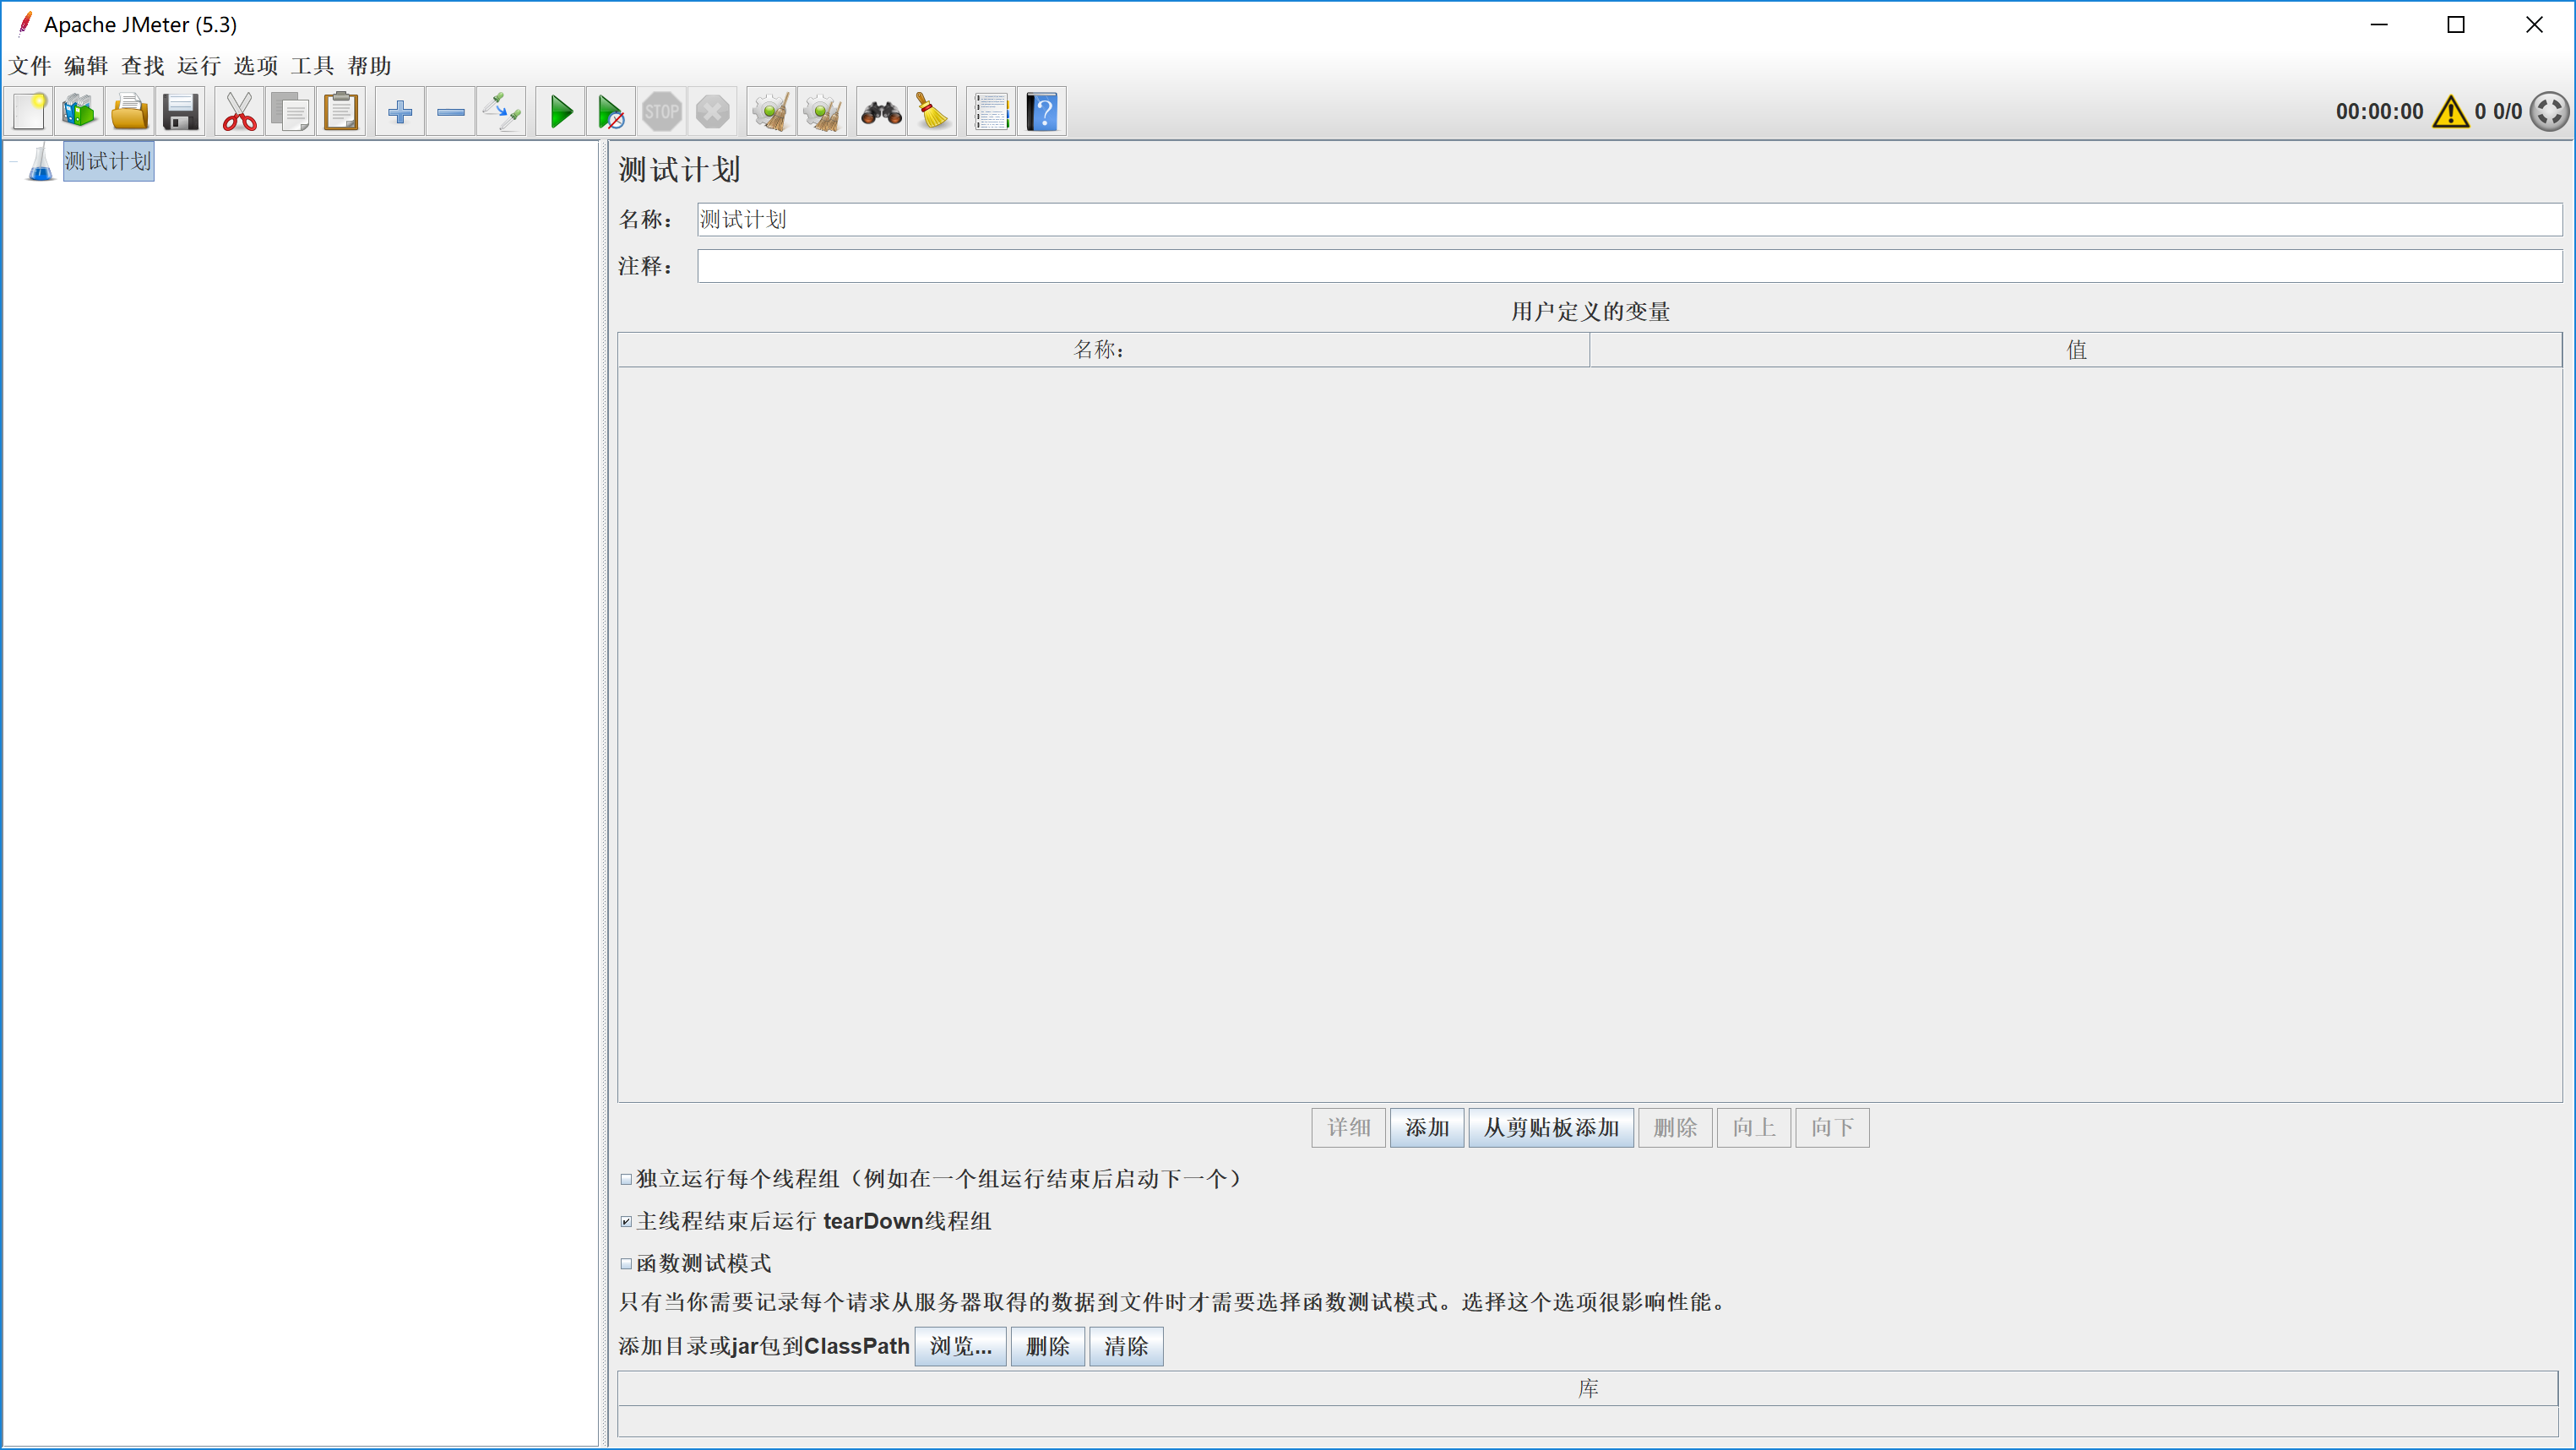 Apache JMeter (5.3)
文件 编辑 查找 运行 选项 工具 帮助
STOP
?
00:00:00 0 0/0
测试计划
测试计划
名称： 测试计划
注释：
用户定义的变量
名称： 值
详细 添加 从剪贴板添加 删除 向上 向下
独立运行每个线程组（例如在一个组运行结束后启动下一个）
主线程结束后运行 tearDown线程组
函数测试模式
只有当你需要记录每个请求从服务器取得的数据到文件时才需要选择函数测试模式。选择这个选项很影响性能。
添加目录或jar包到ClassPath 浏览... 删除 清除
库